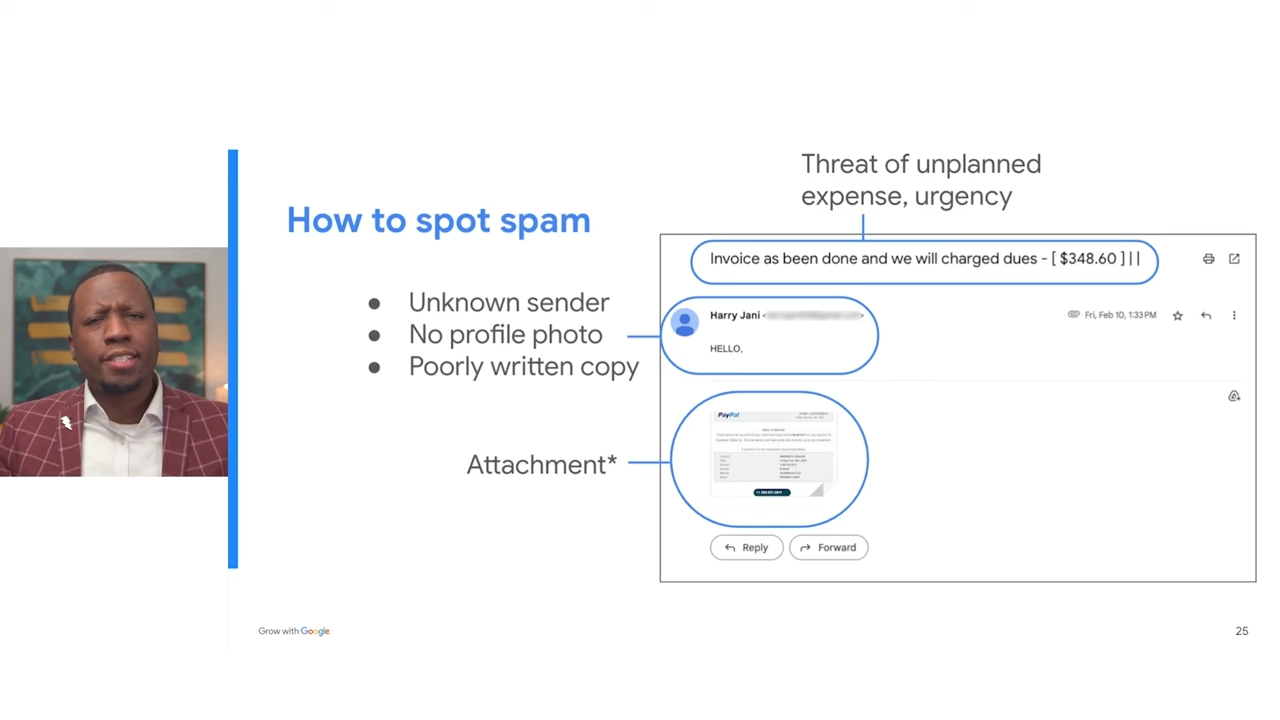 Threat of unplanned
expense, urgency
How to spot spam
Invoice as been done and we will charged dues - [ $348.60 ] | |
● Unknown sender
● No profile photo
● Poorly written copy
Harry Jani
Fri, Feb 10, 1:33 PM
HELLO,
Attachment*
PayPal
Reply
Forward
Grow with Google
25